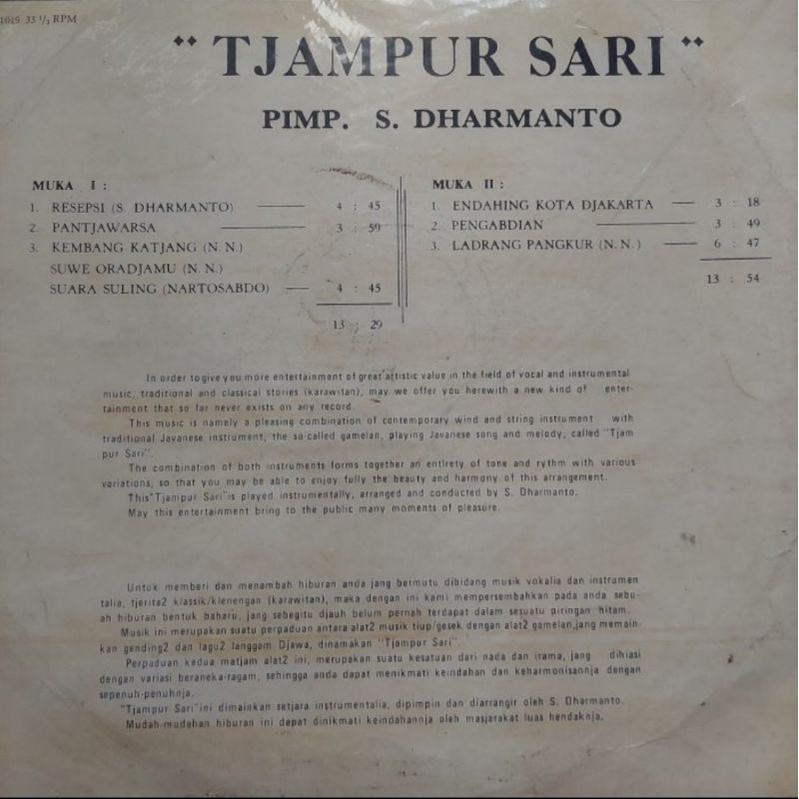 1019 33 1/3 RPM
"TJAMPUR SARI"
PIMP. S. DHARMANTO
MUKA I :
1. RESEPSI (S. DHARMANTO) 4 : 45
2. PANTJAWARSA 3 : 59
3. KEMBANG KATJANG (N. N.)
SUWE ORADJAMU (N. N.)
SUARA SULING (NARTOSABDO) 4 : 45
13 : 29
MUKA II :
1. ENDAHING KOTA DJAKARTA 3 : 18
2. PENGABDIAN 3 : 49
3. LADRANG PANGKUR (N. N.) 6 : 47
13 : 54
In order to give you more entertainment of great artistic value in the field of vocal and instrumental
music, traditional and classical stories (karawitan), may we offer you herewith a new kind of enter-
tainment that so far never exists on any record.
This music is namely a pleasing combination of contemporary wind and string instrument with
traditional Javanese instrument, the so-called gamelan, playing Javanese song and melody, called "Tjam
pur Sari".
The combination of both instruments forms together an entirety of tone and rythm with various
variations, so that you may be able to enjoy fully the beauty and harmony of this arrangement.
This "Tjampur Sari" is played instrumentally, arranged and conducted by S. Dharmanto.
May this entertainment bring to the public many moments of pleasure.
Untuk memberi dan menambah hiburan anda jang bermutu dibidang musik vokalia dan instrumen
talia, tjerita2 klassik/klenengan (karawitan), maka dengan ini kami mempersembahkan pada anda sebu-
ah hiburan bentuk baharu, jang sebegitu djauh belum pernah terdapat dalam sesuatu piringan hitam.
Musik ini merupakan suatu perpaduan antara alat2 musik tiup/gesek dengan alat2 gamelan, jang memain
kan gending2 dan lagu2 langgam Djawa, dinamakan "Tjampur Sari".
Perpaduan kedua matjam alat2 ini, merupakan suatu kesatuan dari nada dan irama, jang dihiasi
dengan variasi beraneka-ragam, sehingga anda dapat menikmati keindahan dan keharmonisannja dengan
sepenuh-penuhnja.
"Tjampur Sari" ini dimainkan setjara instrumentalia, dipimpin dan diarrangir oleh S. Dharmanto.
Mudah-mudahan hiburan ini dapat dinikmati keindahannja oleh masjarakat luas hendaknja.